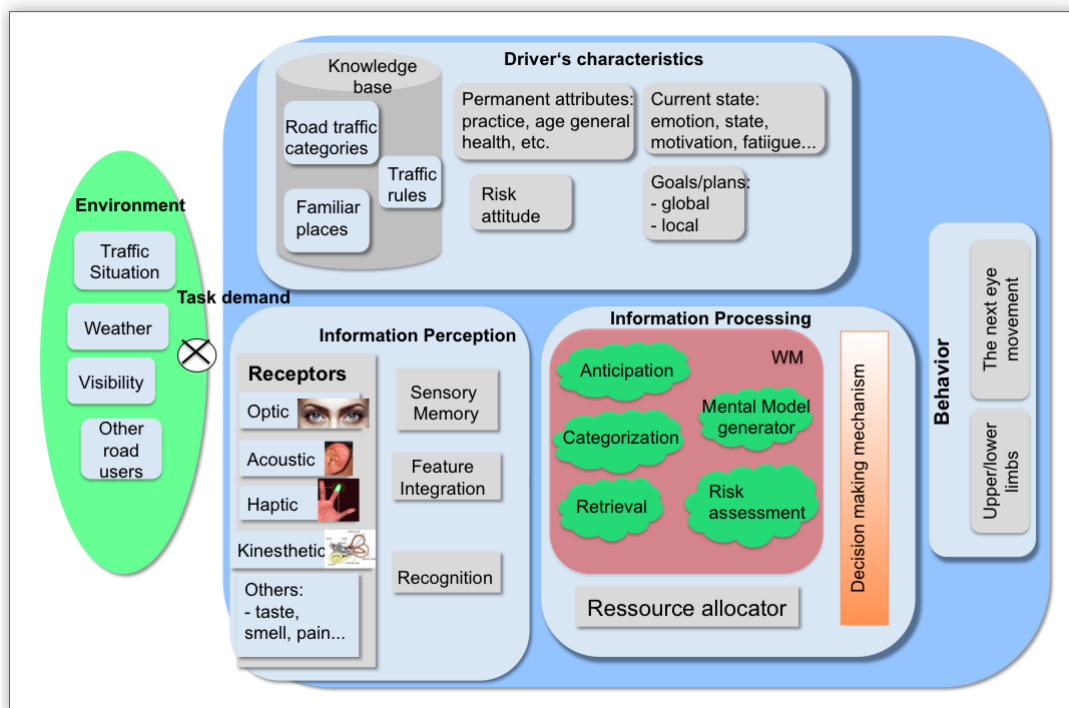 Driver‘s characteristics
Knowledge
base
Road traffic
categories
Traffic
rules
Familiar
places
Permanent attributes:
practice, age general
health, etc.
Current state:
emotion, state,
motivation, fatiigue...
Risk
attitude
Goals/plans:
- global
- local
Environment
Traffic
Situation
Weather
Visibility
Other
road
users
Task demand
Information Perception
Receptors
Optic
Acoustic
Haptic
Kinesthetic
Others:
- taste,
smell, pain...
Sensory
Memory
Feature
Integration
Recognition
Information Processing
WM
Anticipation
Mental Model
generator
Categorization
Retrieval
Risk
assessment
Ressource allocator
Decision making mechanism
Behavior
The next eye
movement
Upper/lower
limbs